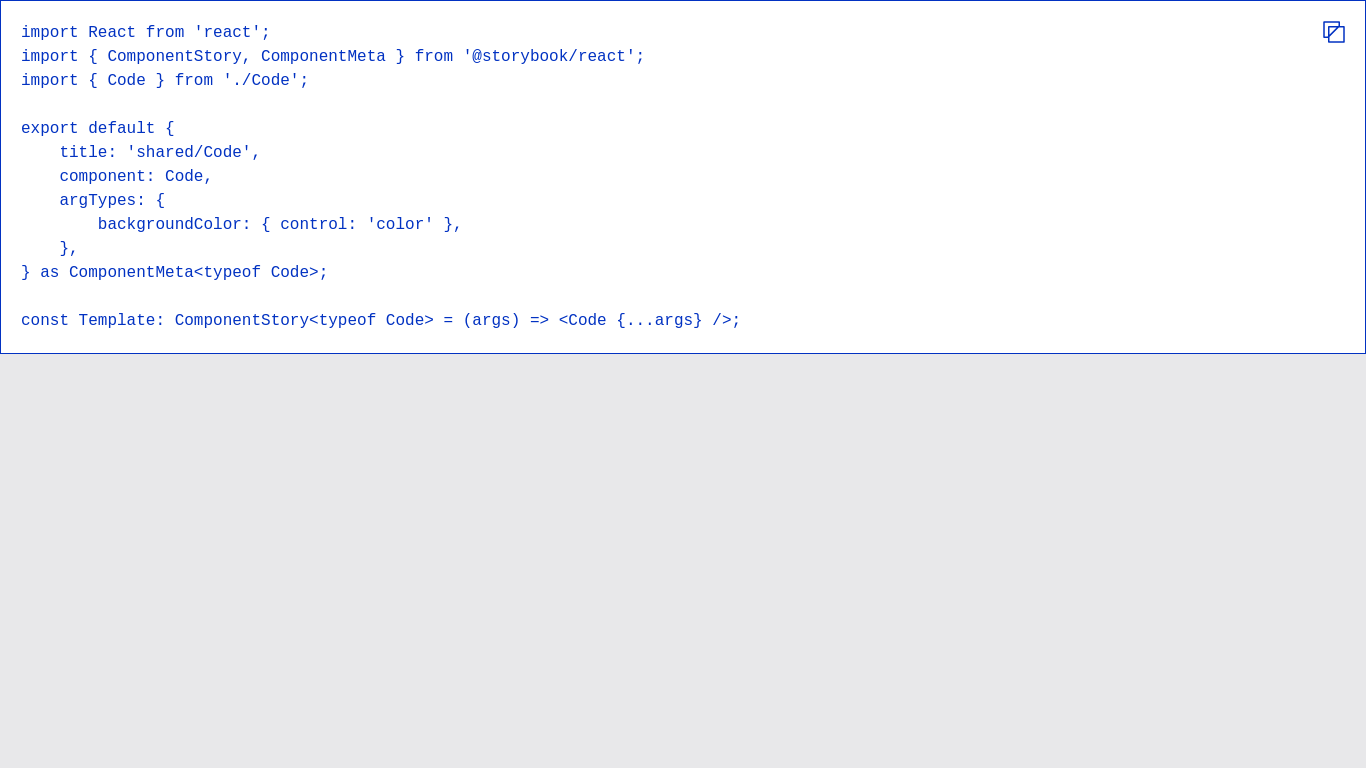 import React from 'react';
import { ComponentStory, ComponentMeta } from '@storybook/react';
import { Code } from './Code';

export default {
    title: 'shared/Code',
    component: Code,
    argTypes: {
        backgroundColor: { control: 'color' },
    },
} as ComponentMeta<typeof Code>;

const Template: ComponentStory<typeof Code> = (args) => <Code {...args} />;